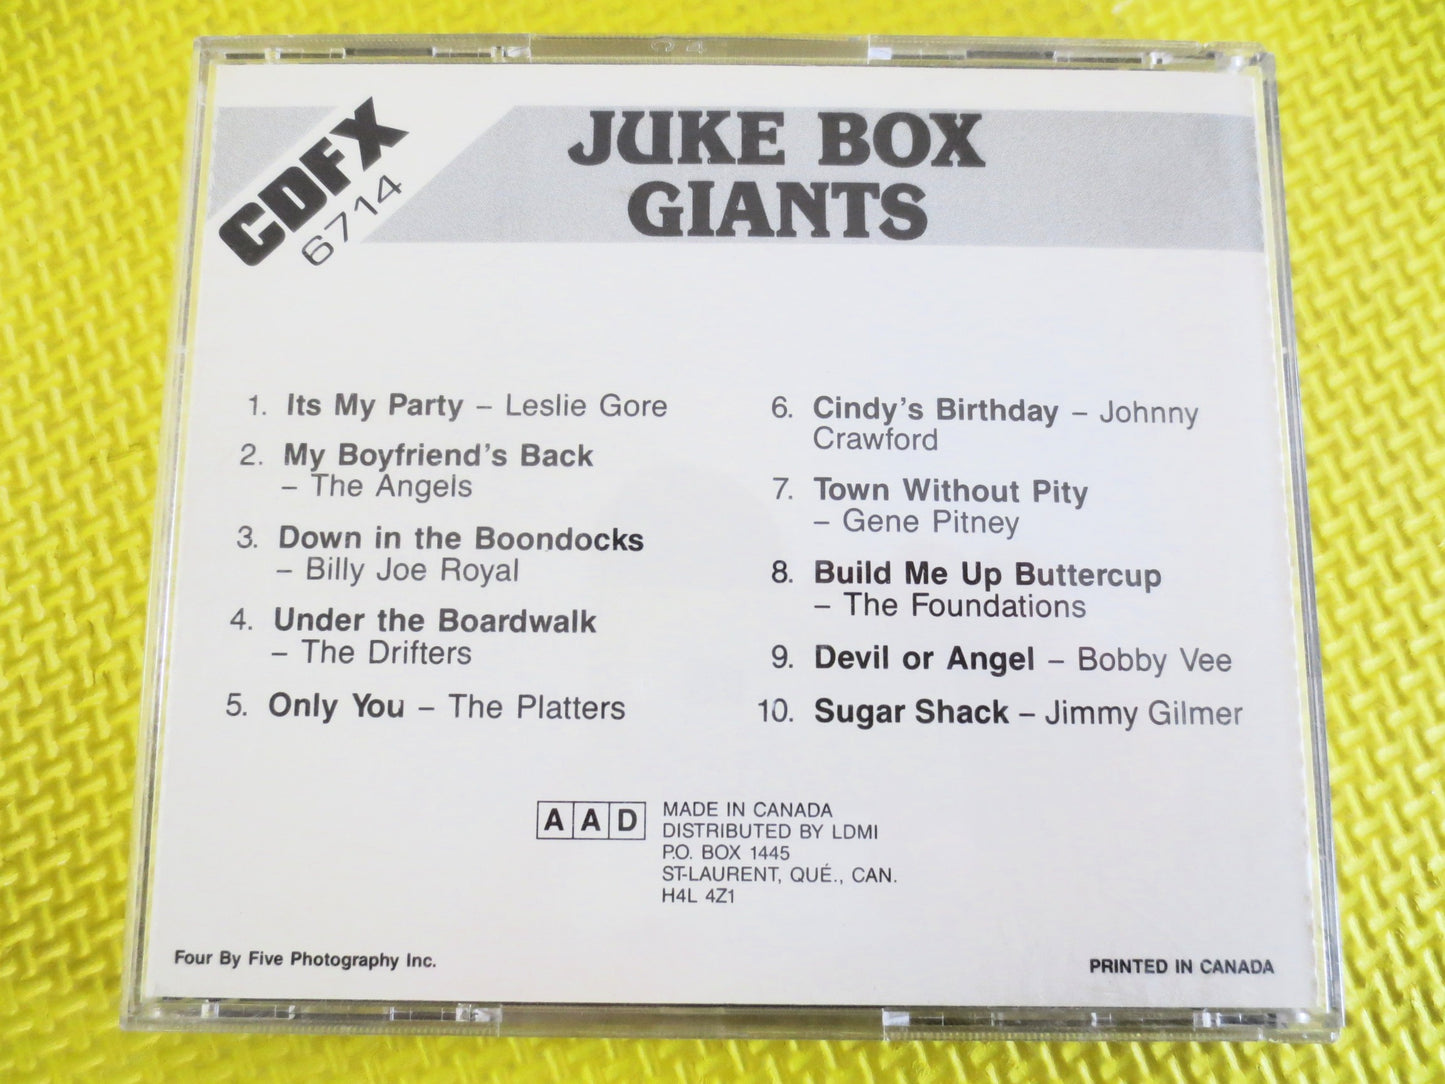 CDFX
6714
JUKE BOX
GIANTS
1. Its My Party – Leslie Gore
2. My Boyfriend's Back
– The Angels
3. Down in the Boondocks
– Billy Joe Royal
4. Under the Boardwalk
– The Drifters
5. Only You – The Platters
6. Cindy's Birthday – Johnny
Crawford
7. Town Without Pity
– Gene Pitney
8. Build Me Up Buttercup
– The Foundations
9. Devil or Angel – Bobby Vee
10. Sugar Shack – Jimmy Gilmer
AAD
MADE IN CANADA
DISTRIBUTED BY LDMI
P.O. BOX 1445
ST-LAURENT, QUÉ., CAN.
H4L 4Z1
Four By Five Photography Inc.
PRINTED IN CANADA